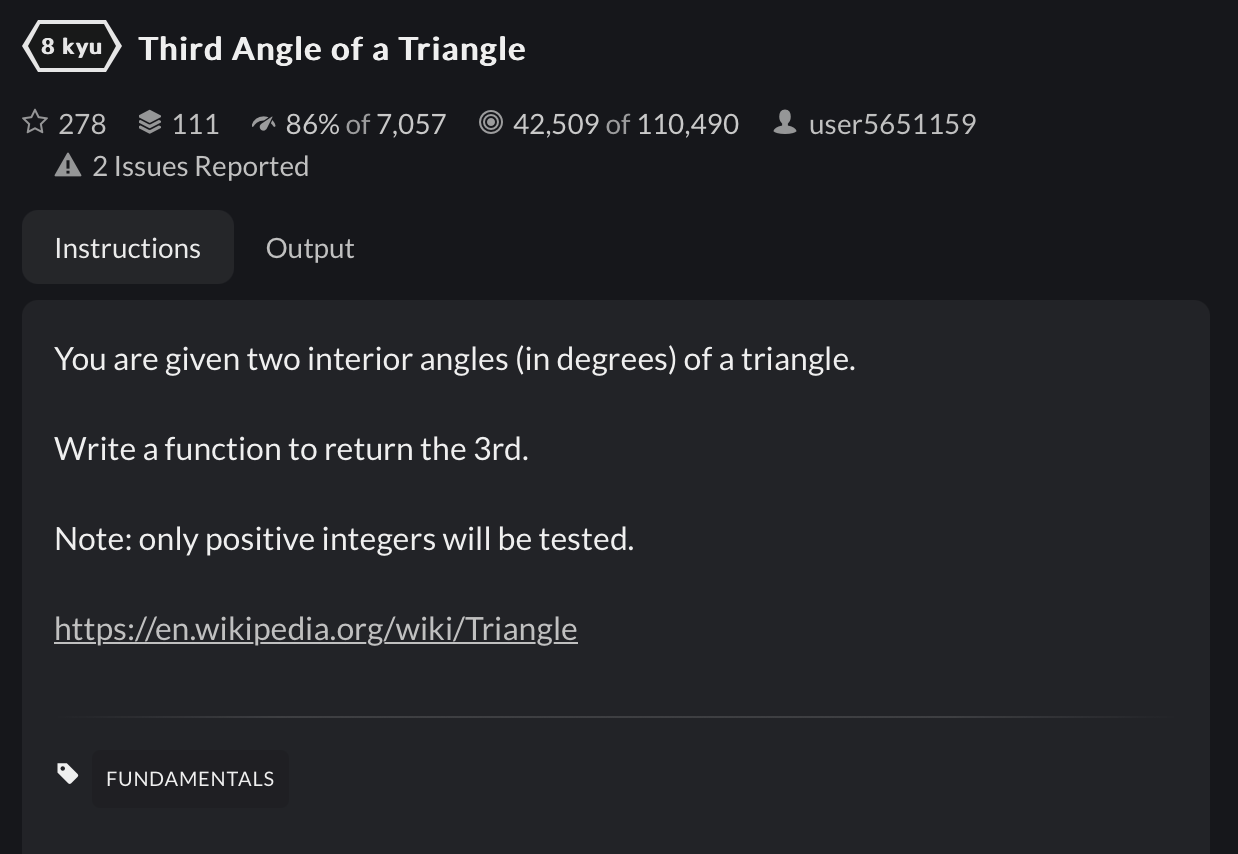 8 kyu Third Angle of a Triangle
278 111 86% of 7,057 42,509 of 110,490 user5651159
2 Issues Reported
Instructions Output
You are given two interior angles (in degrees) of a triangle.
Write a function to return the 3rd.
Note: only positive integers will be tested.
https://en.wikipedia.org/wiki/Triangle
FUNDAMENTALS